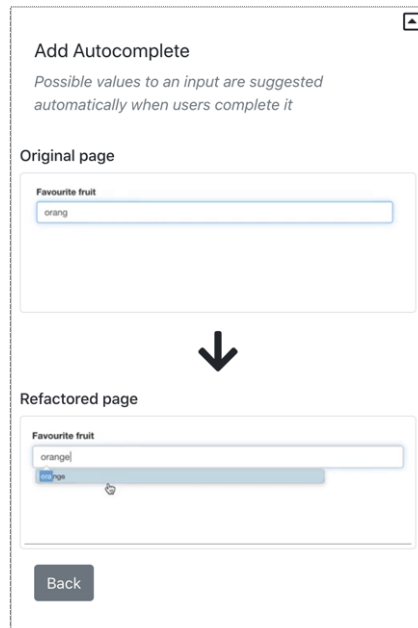 Add Autocomplete
Possible values to an input are suggested
automatically when users complete it
Original page
Favourite fruit
orang
Refactored page
Favourite fruit
orange
orange
Back